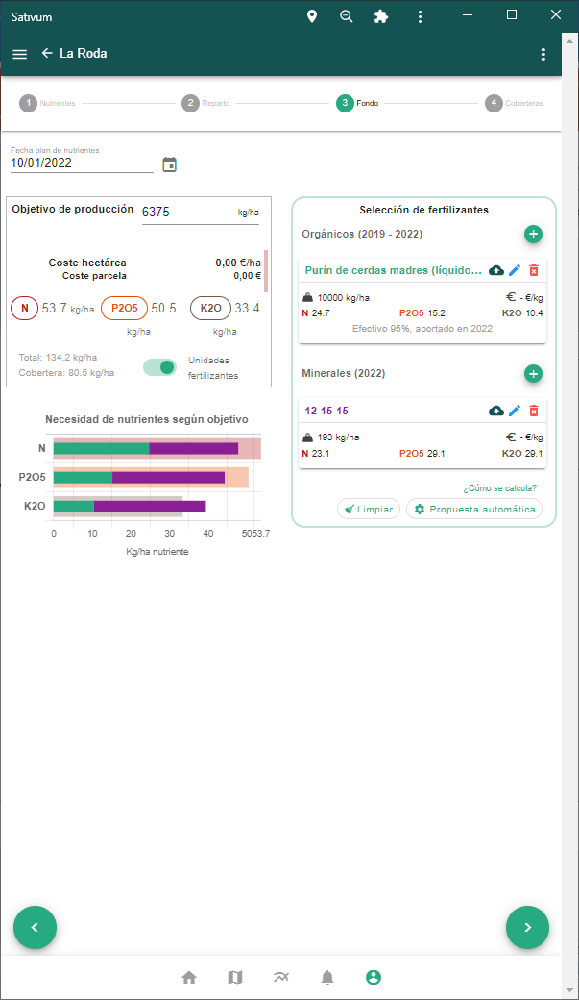 Sativum
La Roda
1 Nutrientes 2 Reparto 3 Fondo 4 Coberteras
Fecha plan de nutrientes
10/01/2022
Objetivo de producción 6375 kg/ha
Coste hectárea 0,00 €/ha
Coste parcela 0,00 €
N 53.7 kg/ha P2O5 50.5 kg/ha K2O 33.4 kg/ha
Total: 134.2 kg/ha
Cobertera: 80.5 kg/ha
Unidades
fertilizantes
Necesidad de nutrientes según objetivo
N
P2O5
K2O
0 10 20 30 40 5053.7
Kg/ha nutriente
Selección de fertilizantes
Orgánicos (2019 - 2022)
Purín de cerdas madres (líquido...
10000 kg/ha € - €/kg
N 24.7 P2O5 15.2 K2O 10.4
Efectivo 95%, aportado en 2022
Minerales (2022)
12-15-15
193 kg/ha € - €/kg
N 23.1 P2O5 29.1 K2O 29.1
¿Cómo se calcula?
Limpiar Propuesta automática